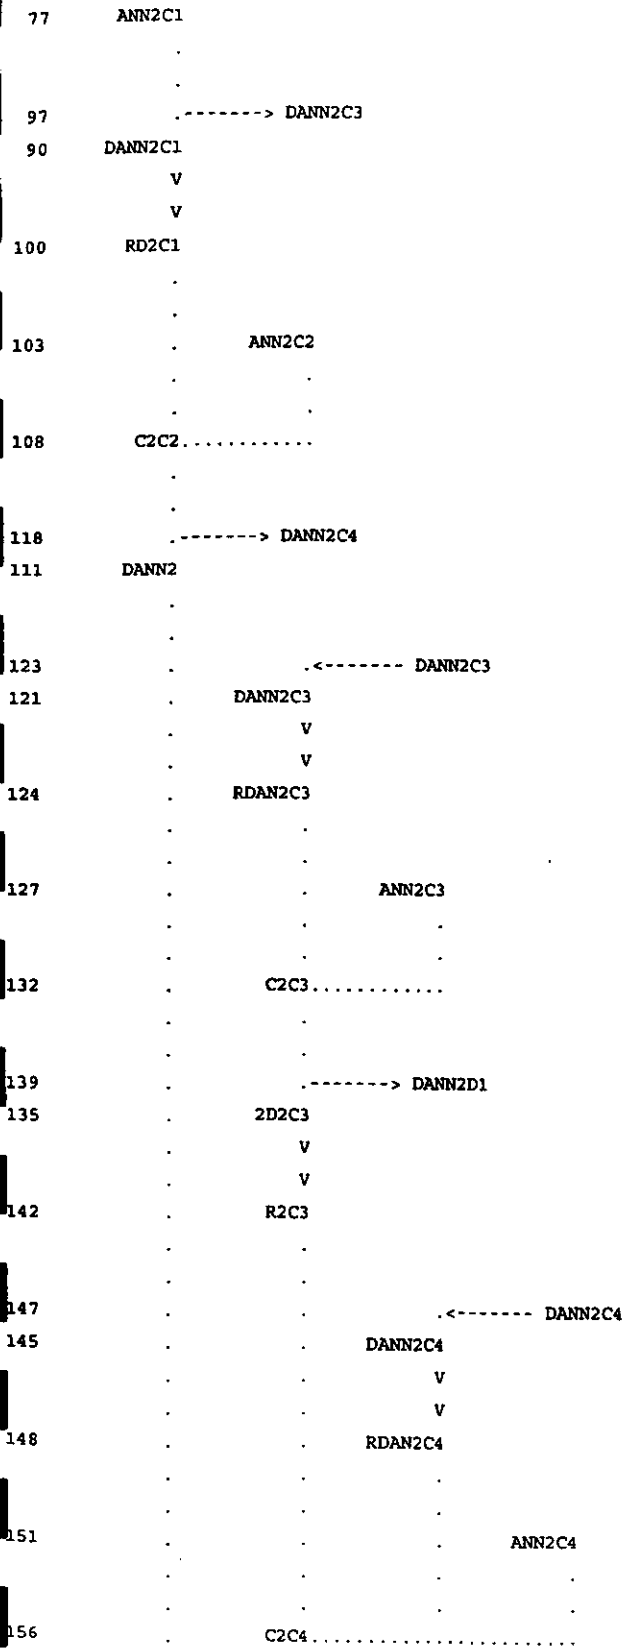 77 ANN2C1
.
.
97 .-------> DANN2C3
90 DANN2C1
V
V
100 RD2C1
.
.
103 . ANN2C2
. .
. .
108 C2C2............
.
.
118 .-------> DANN2C4
111 DANN2
.
.
123 . .<------- DANN2C3
121 . DANN2C3
. V
. V
124 . RDAN2C3
. .
. .
127 . . ANN2C3
. . .
. . .
132 . C2C3............
. .
. .
139 . .-------> DANN2D1
135 . 2D2C3
. V
. V
142 . R2C3
. .
. .
147 . . .<------- DANN2C4
145 . . DANN2C4
. . V
. . V
148 . . RDAN2C4
. . .
. . .
151 . . . ANN2C4
. . . .
. . . .
156 . C2C4........................